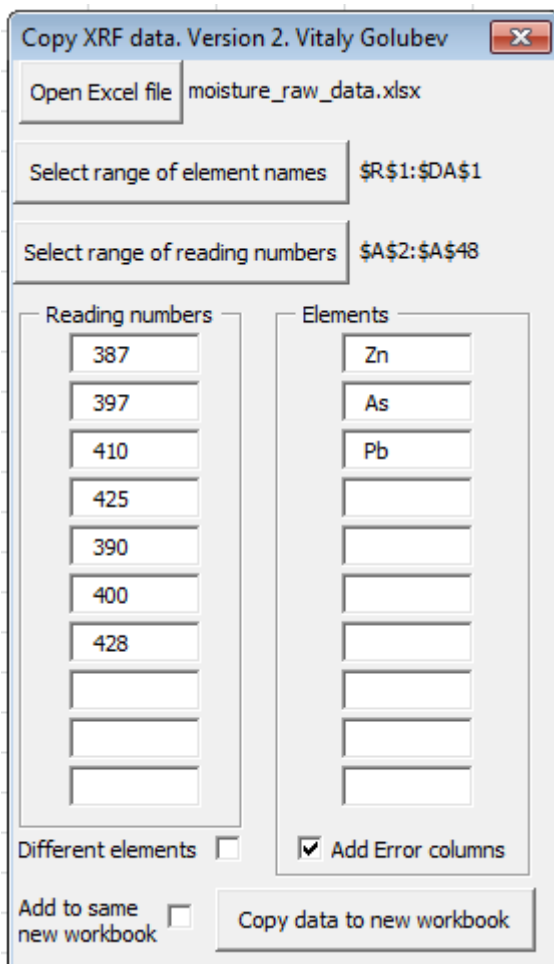 Copy XRF data. Version 2. Vitaly Golubev
Open Excel file moisture_raw_data.xlsx
Select range of element names $R$1:$DA$1
Select range of reading numbers $A$2:$A$48
Reading numbers Elements
387 Zn
397 As
410 Pb
425
390
400
428
Different elements Add Error columns
Add to same
new workbook
Copy data to new workbook